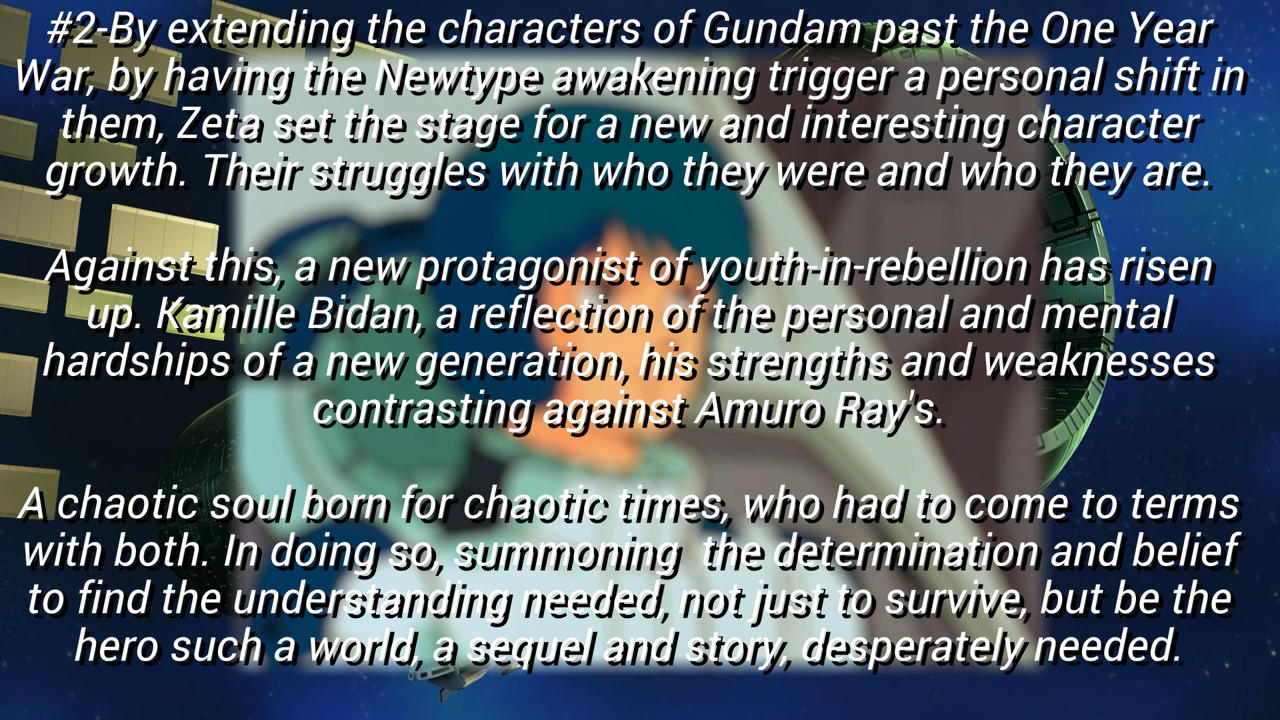 #2-By extending the characters of Gundam past the One Year
War, by having the Newtype awakening trigger a personal shift in
them, Zeta set the stage for a new and interesting character
growth. Their struggles with who they were and who they are.
Against this, a new protagonist of youth-in-rebellion has risen
up. Kamille Bidan, a reflection of the personal and mental
hardships of a new generation, his strengths and weaknesses
contrasting against Amuro Ray's.
A chaotic soul born for chaotic times, who had to come to terms
with both. In doing so, summoning  the determination and belief
to find the understanding needed, not just to survive, but be the
hero such a world, a sequel and story, desperately needed.